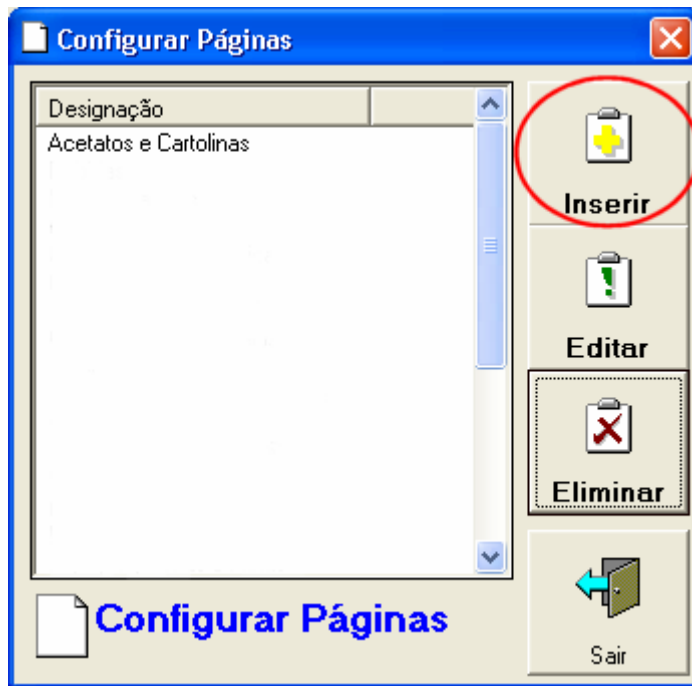 Configurar Páginas
Designação
Acetatos e Cartolinas
Inserir
Editar
Eliminar
Configurar Páginas
Sair